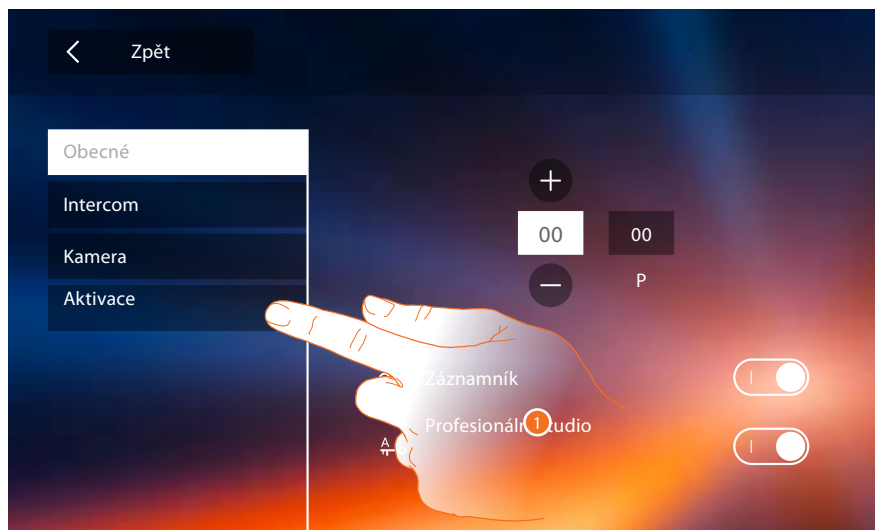 Zpět
Obecné
Intercom
Kamera
Aktivace
00 00
P
Záznamník
1
A